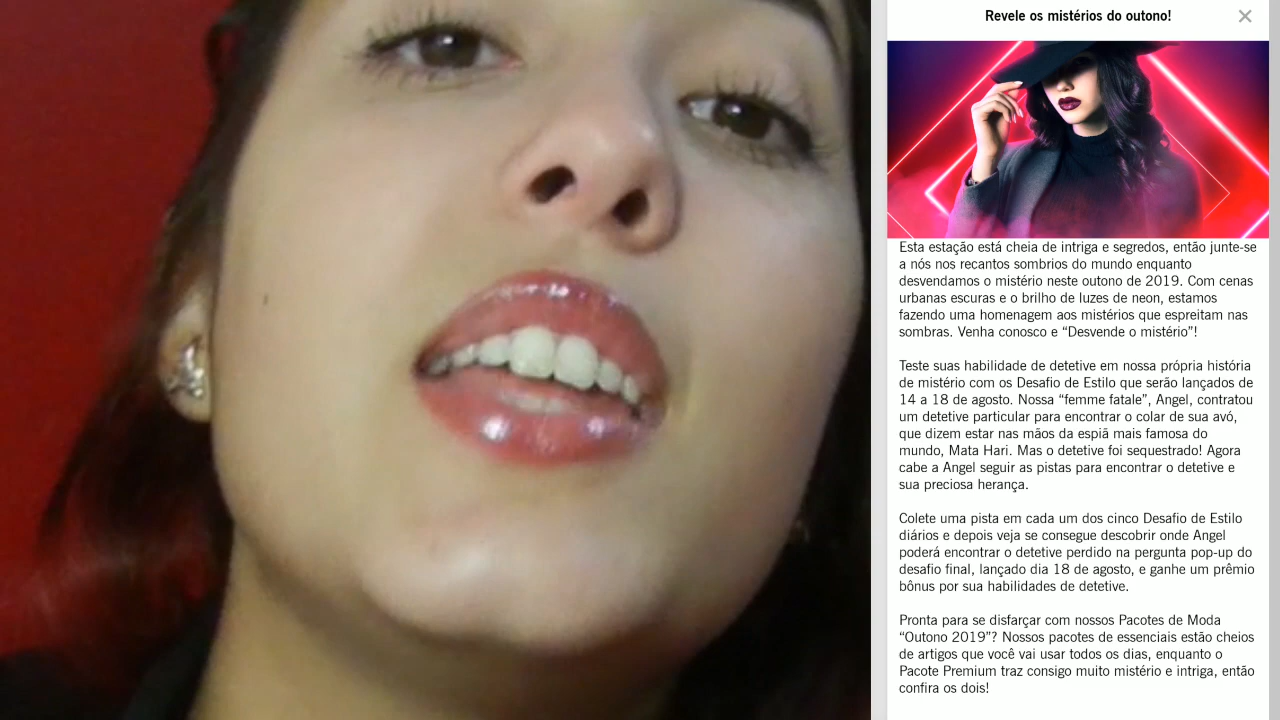 Revele os mistérios do outono!
Esta estação está cheia de intriga e segredos, então junte-se
a nós nos recantos sombrios do mundo enquanto
desvendamos o mistério neste outono de 2019. Com cenas
urbanas escuras e o brilho de luzes de neon, estamos
fazendo uma homenagem aos mistérios que espreitam nas
sombras. Venha conosco e “Desvende o mistério”!
Teste suas habilidade de detetive em nossa própria história
de mistério com os Desafio de Estilo que serão lançados de
14 a 18 de agosto. Nossa “femme fatale”, Angel, contratou
um detetive particular para encontrar o colar de sua avó,
que dizem estar nas mãos da espiã mais famosa do
mundo, Mata Hari. Mas o detetive foi sequestrado! Agora
cabe a Angel seguir as pistas para encontrar o detetive e
sua preciosa herança.
Colete uma pista em cada um dos cinco Desafio de Estilo
diários e depois veja se consegue descobrir onde Angel
poderá encontrar o detetive perdido na pergunta pop-up do
desafio final, lançado dia 18 de agosto, e ganhe um prêmio
bônus por sua habilidades de detetive.
Pronta para se disfarçar com nossos Pacotes de Moda
“Outono 2019”? Nossos pacotes de essenciais estão cheios
de artigos que você vai usar todos os dias, enquanto o
Pacote Premium traz consigo muito mistério e intriga, então
confira os dois!